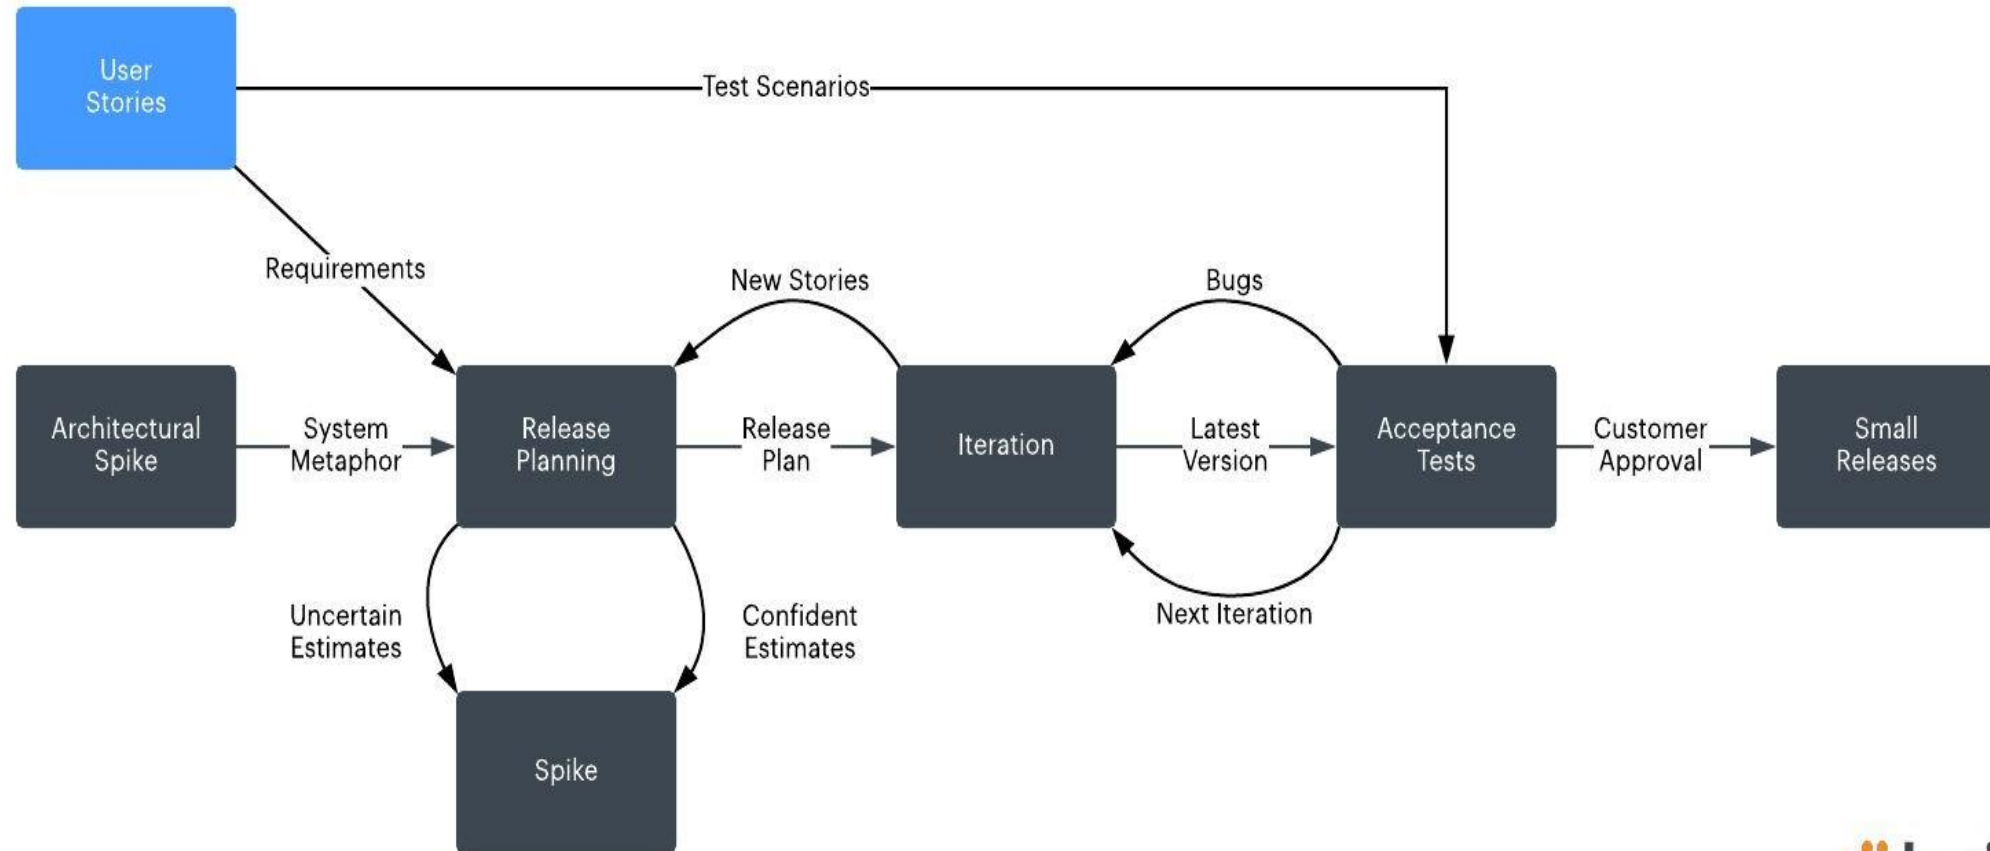 User
Stories
Test Scenarios
Requirements
New Stories
Bugs
Architectural
Spike
System
Metaphor
Release
Planning
Release
Plan
Iteration
Latest
Version
Acceptance
Tests
Customer
Approval
Small
Releases
Uncertain
Estimates
Confident
Estimates
Next Iteration
Spike